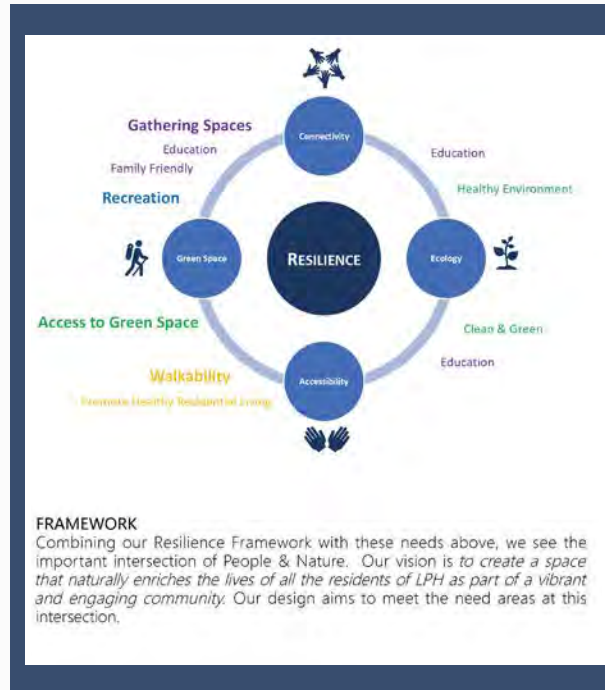 Connectivity
Gathering Spaces
Education
Family Friendly
Recreation
Education
Healthy Environment
Green Space
RESILIENCE
Ecology
Access to Green Space
Clean & Green
Education
Walkability
Promote Healthy Residential Living
Accessibility
FRAMEWORK
Combining our Resilience Framework with these needs above, we see the
important intersection of People & Nature. Our vision is to create a space
that naturally enriches the lives of all the residents of LPH as part of a vibrant
and engaging community. Our design aims to meet the need areas at this
intersection.